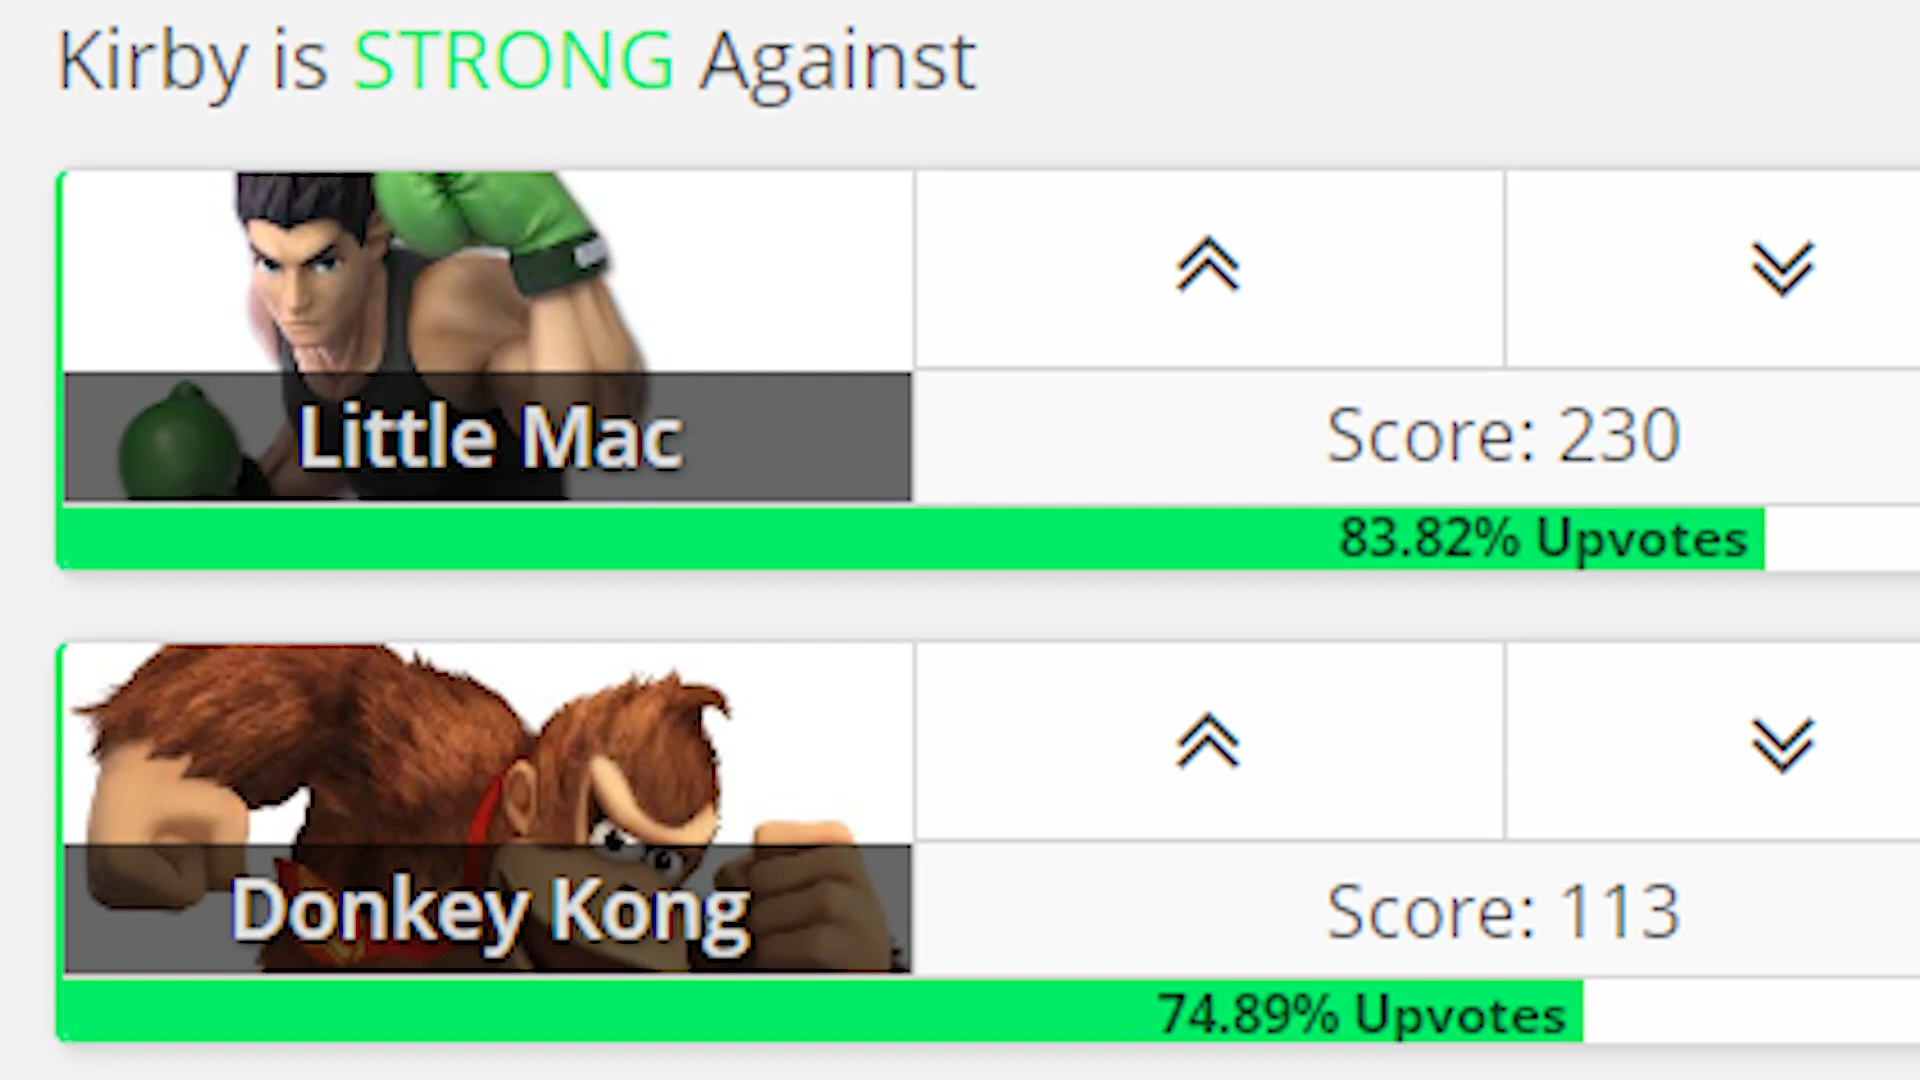 Kirby is STRONG Against
Little Mac
Score: 230
83.82% Upvotes
Donkey Kong
Score: 113
74.89% Upvotes